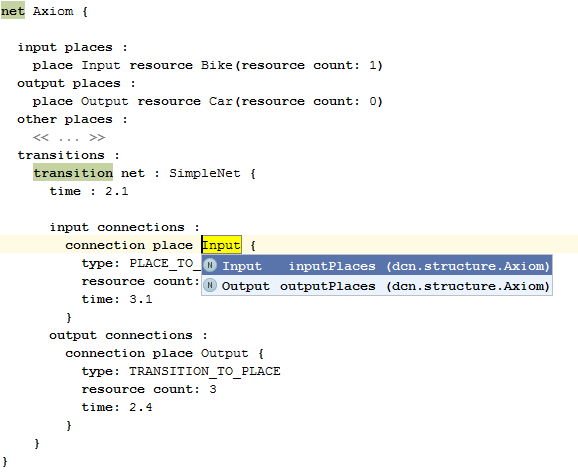 net Axiom {
input places :
place Input resource Bike(resource count: 1)
output places :
place Output resource Car(resource count: 0)
other places :
<< ... >>
transitions :
transition net : SimpleNet {
time : 2.1
input connections :
connection place Input {
type: PLACE_TO_
N Input inputPlaces (dcn.structure.Axiom)
resource count:
N Output outputPlaces (dcn.structure.Axiom)
time: 3.1
}
output connections :
connection place Output {
type: TRANSITION_TO_PLACE
resource count: 3
time: 2.4
}
}
}